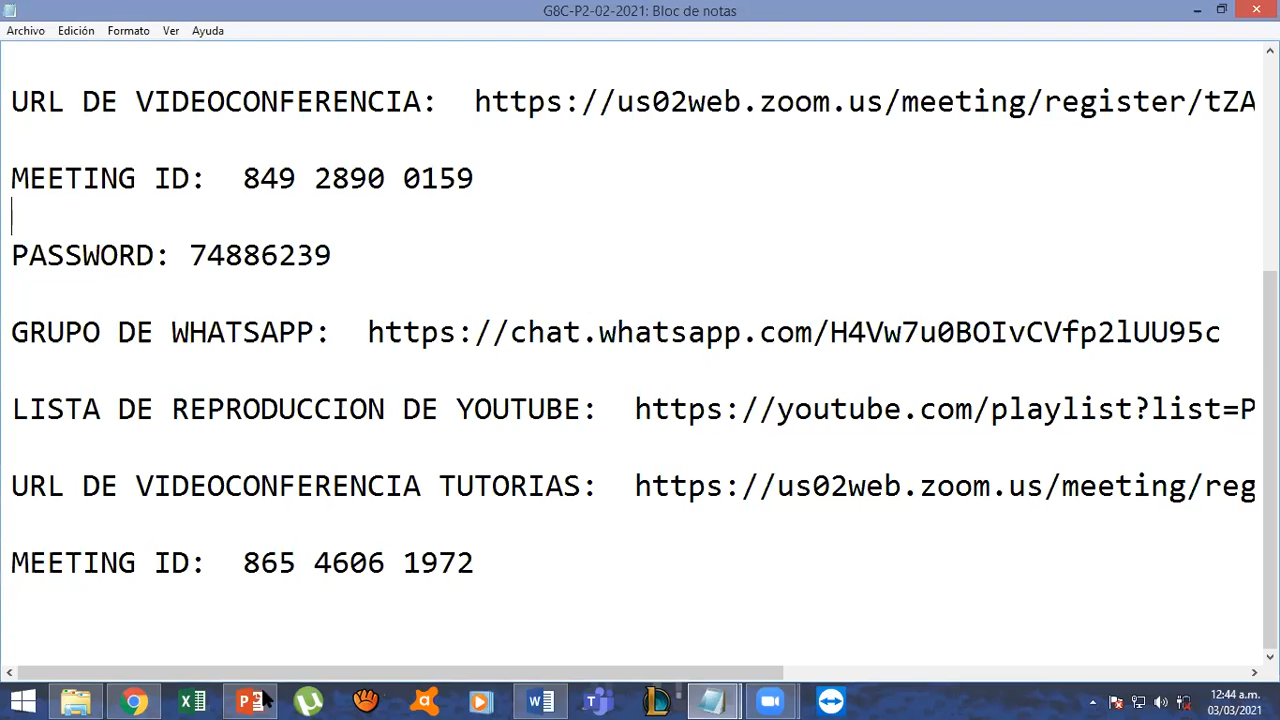 G8C-P2-02-2021: Bloc de notas
Archivo Edición Formato Ver Ayuda
URL DE VIDEOCONFERENCIA: https://us02web.zoom.us/meeting/register/tZA
MEETING ID: 849 2890 0159
PASSWORD: 74886239
GRUPO DE WHATSAPP: https://chat.whatsapp.com/H4Vw7u0BOIvCVfp2lUU95c
LISTA DE REPRODUCCION DE YOUTUBE: https://youtube.com/playlist?list=P
URL DE VIDEOCONFERENCIA TUTORIAS: https://us02web.zoom.us/meeting/reg
MEETING ID: 865 4606 1972
12:44 a.m.
03/03/2021